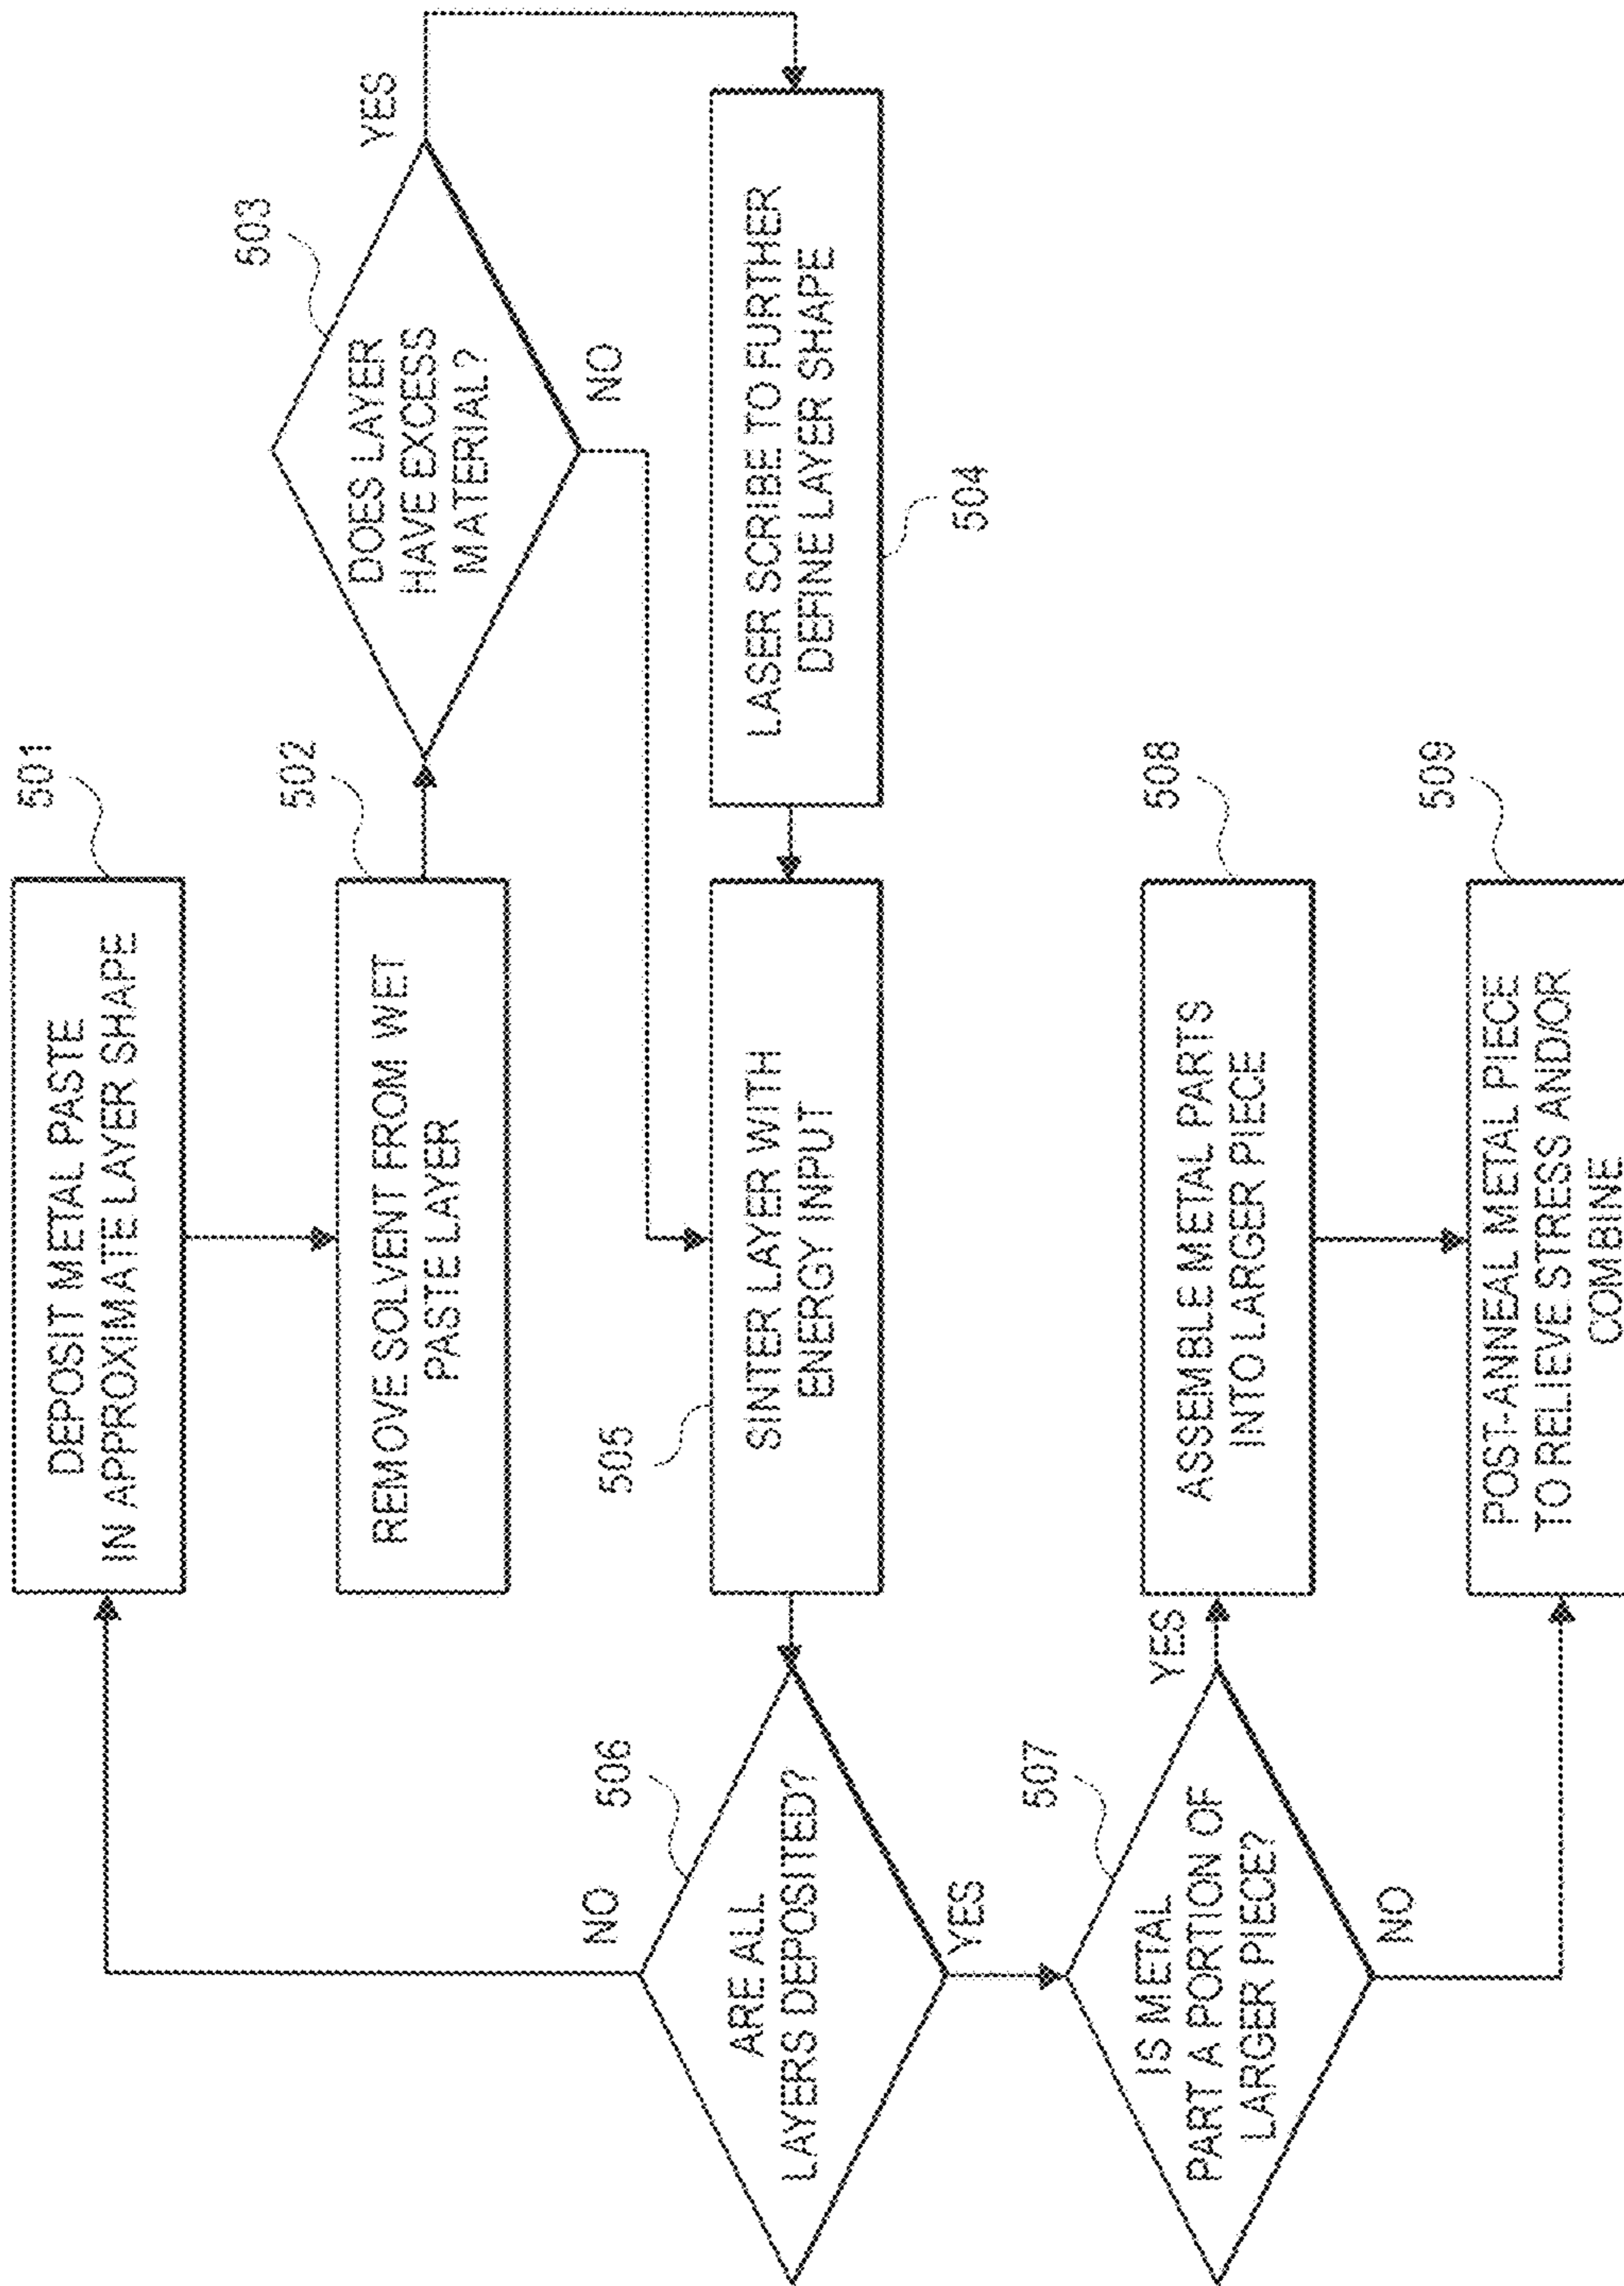 501
DEPOSIT METAL PASTE
IN APPROXIMATE LAYER SHAPE
502
REMOVE SOLVENT FROM WET
PASTE LAYER
503
DOES LAYER
HAVE EXCESS
MATERIAL?
YES
NO
LASER SCRIBE TO FURTHER
DEFINE LAYER SHAPE
504
505
SINTER LAYER WITH
ENERGY INPUT
506
ARE ALL
LAYERS DEPOSITED?
NO
YES
507
IS METAL
PART A PORTION OF
LARGER PIECE?
YES
NO
508
ASSEMBLE METAL PARTS
INTO LARGER PIECE
509
POST-ANNEAL METAL PIECE
TO RELIEVE STRESS AND/OR
COMBINE